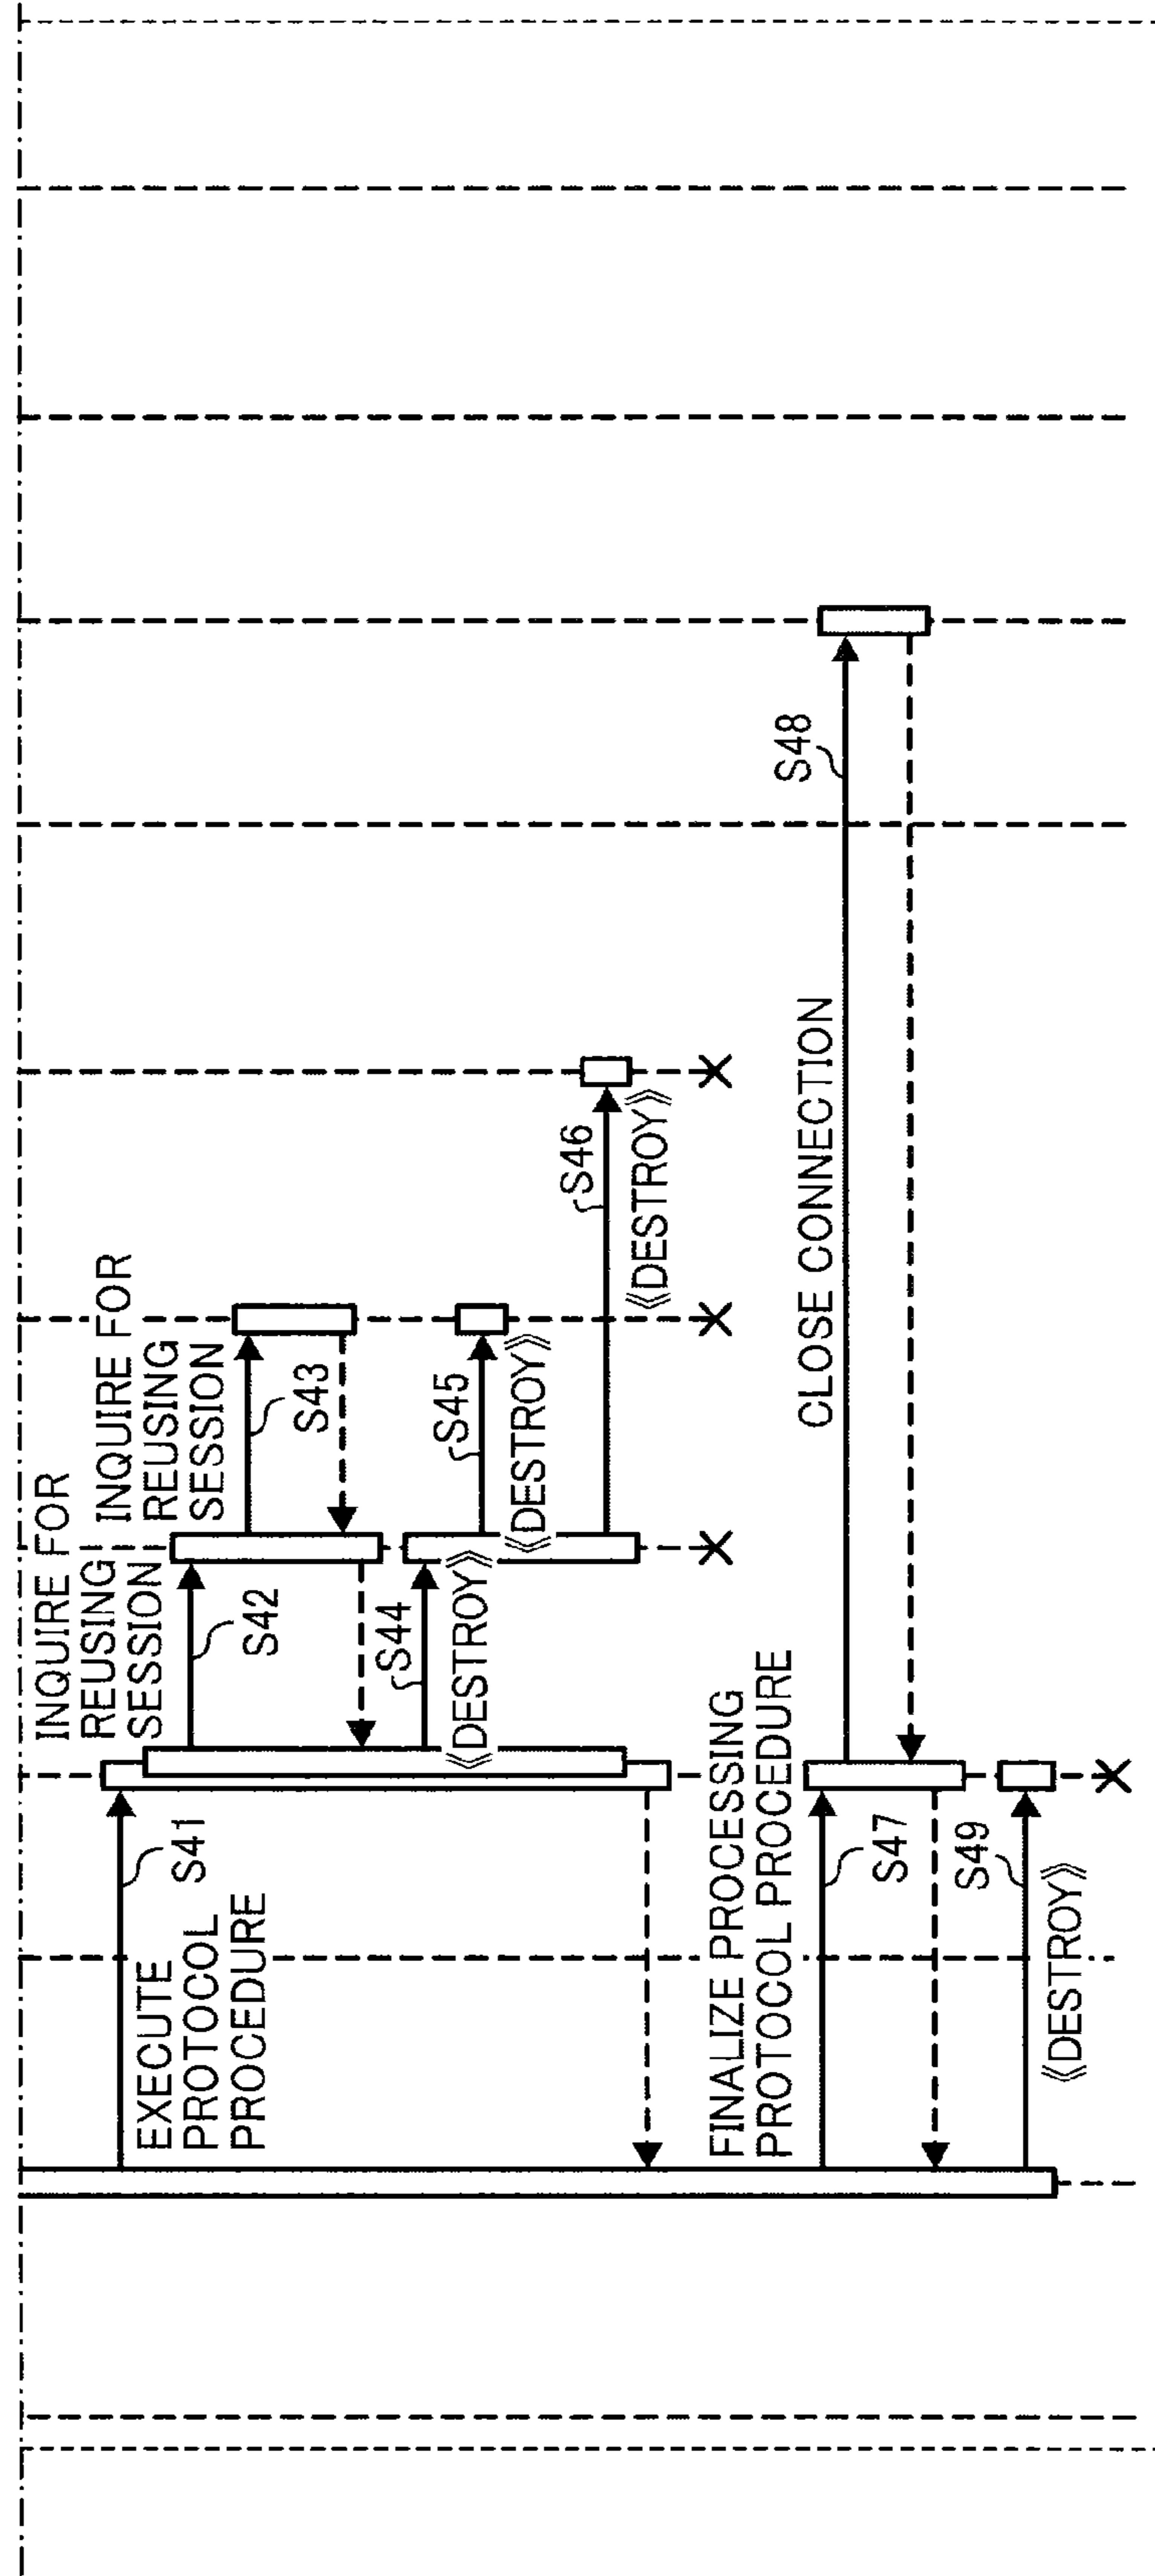 EXECUTE
PROTOCOL
PROCEDURE
S41
INQUIRE FOR
REUSING
SESSION
S42
INQUIRE FOR
REUSING
SESSION
S43
S44
《DESTROY》
S45
《DESTROY》
S46
《DESTROY》
FINALIZE PROCESSING
PROTOCOL PROCEDURE
S47
CLOSE CONNECTION
S48
S49
《DESTROY》